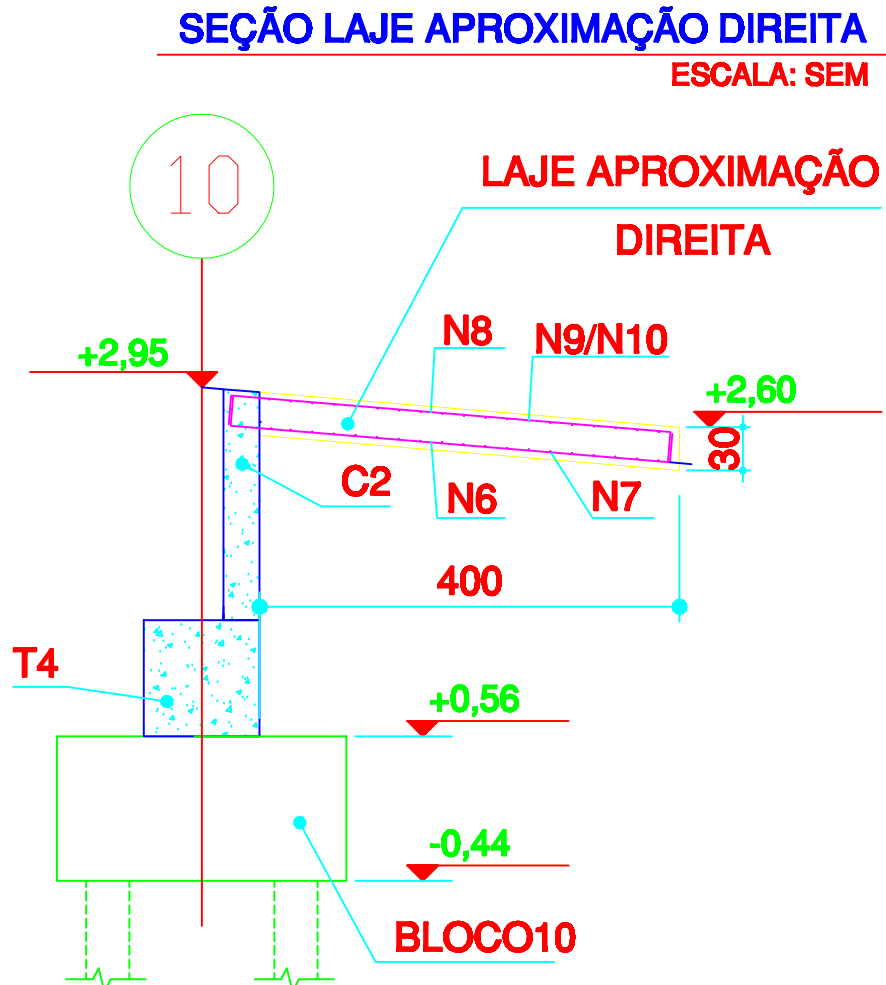 SEÇÃO LAJE APROXIMAÇÃO DIREITA
ESCALA: SEM
10
LAJE APROXIMAÇÃO
DIREITA
N8
N9/N10
+2,95
+2,60
30
C2
N6
N7
400
T4
+0,56
-0,44
BLOCO10